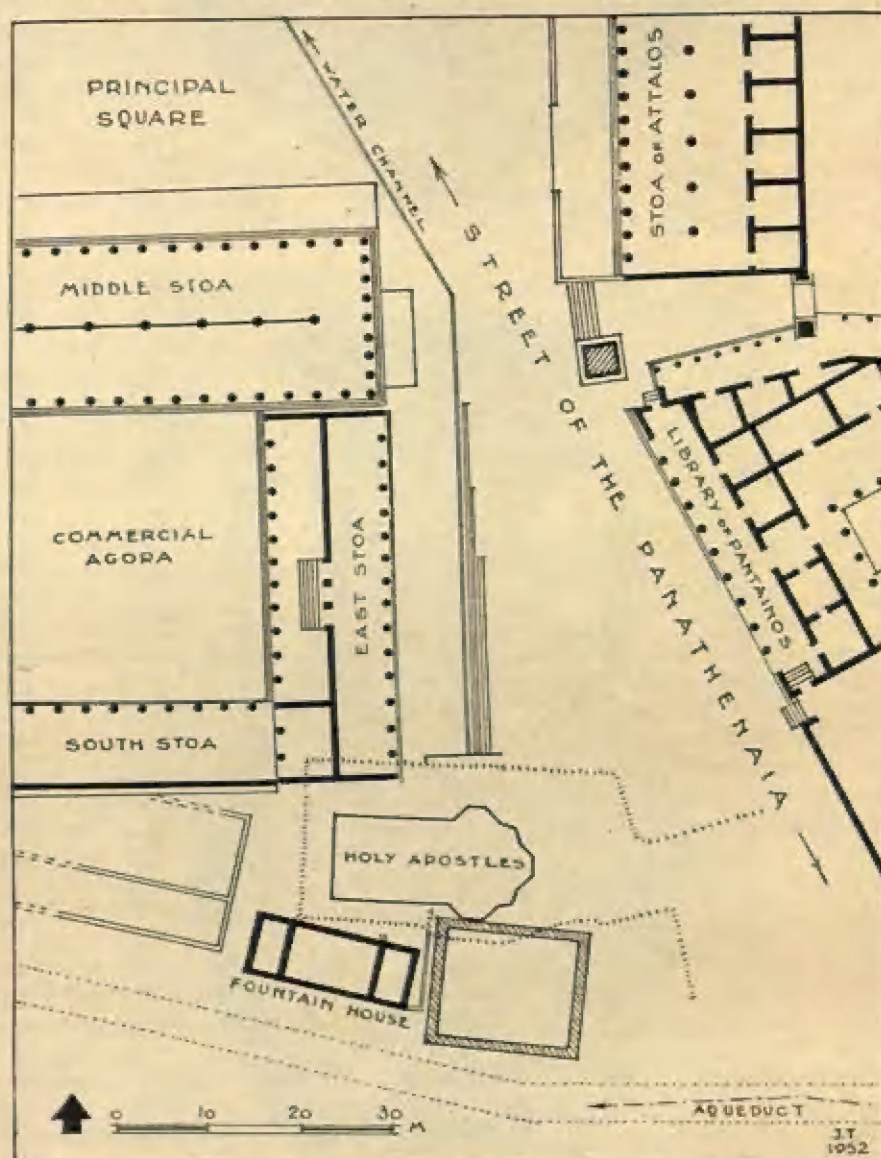 PRINCIPAL
SQUARE
WATER CHANNEL
STOA OF ATTALOS
MIDDLE STOA
STREET OF THE PANATHENAIA
LIBRARY OF PANTAINOS
COMMERCIAL
AGORA
EAST STOA
SOUTH STOA
HOLY APOSTLES
FOUNTAIN HOUSE
0 10 20 30 M
AQUEDUCT
J.T
1952